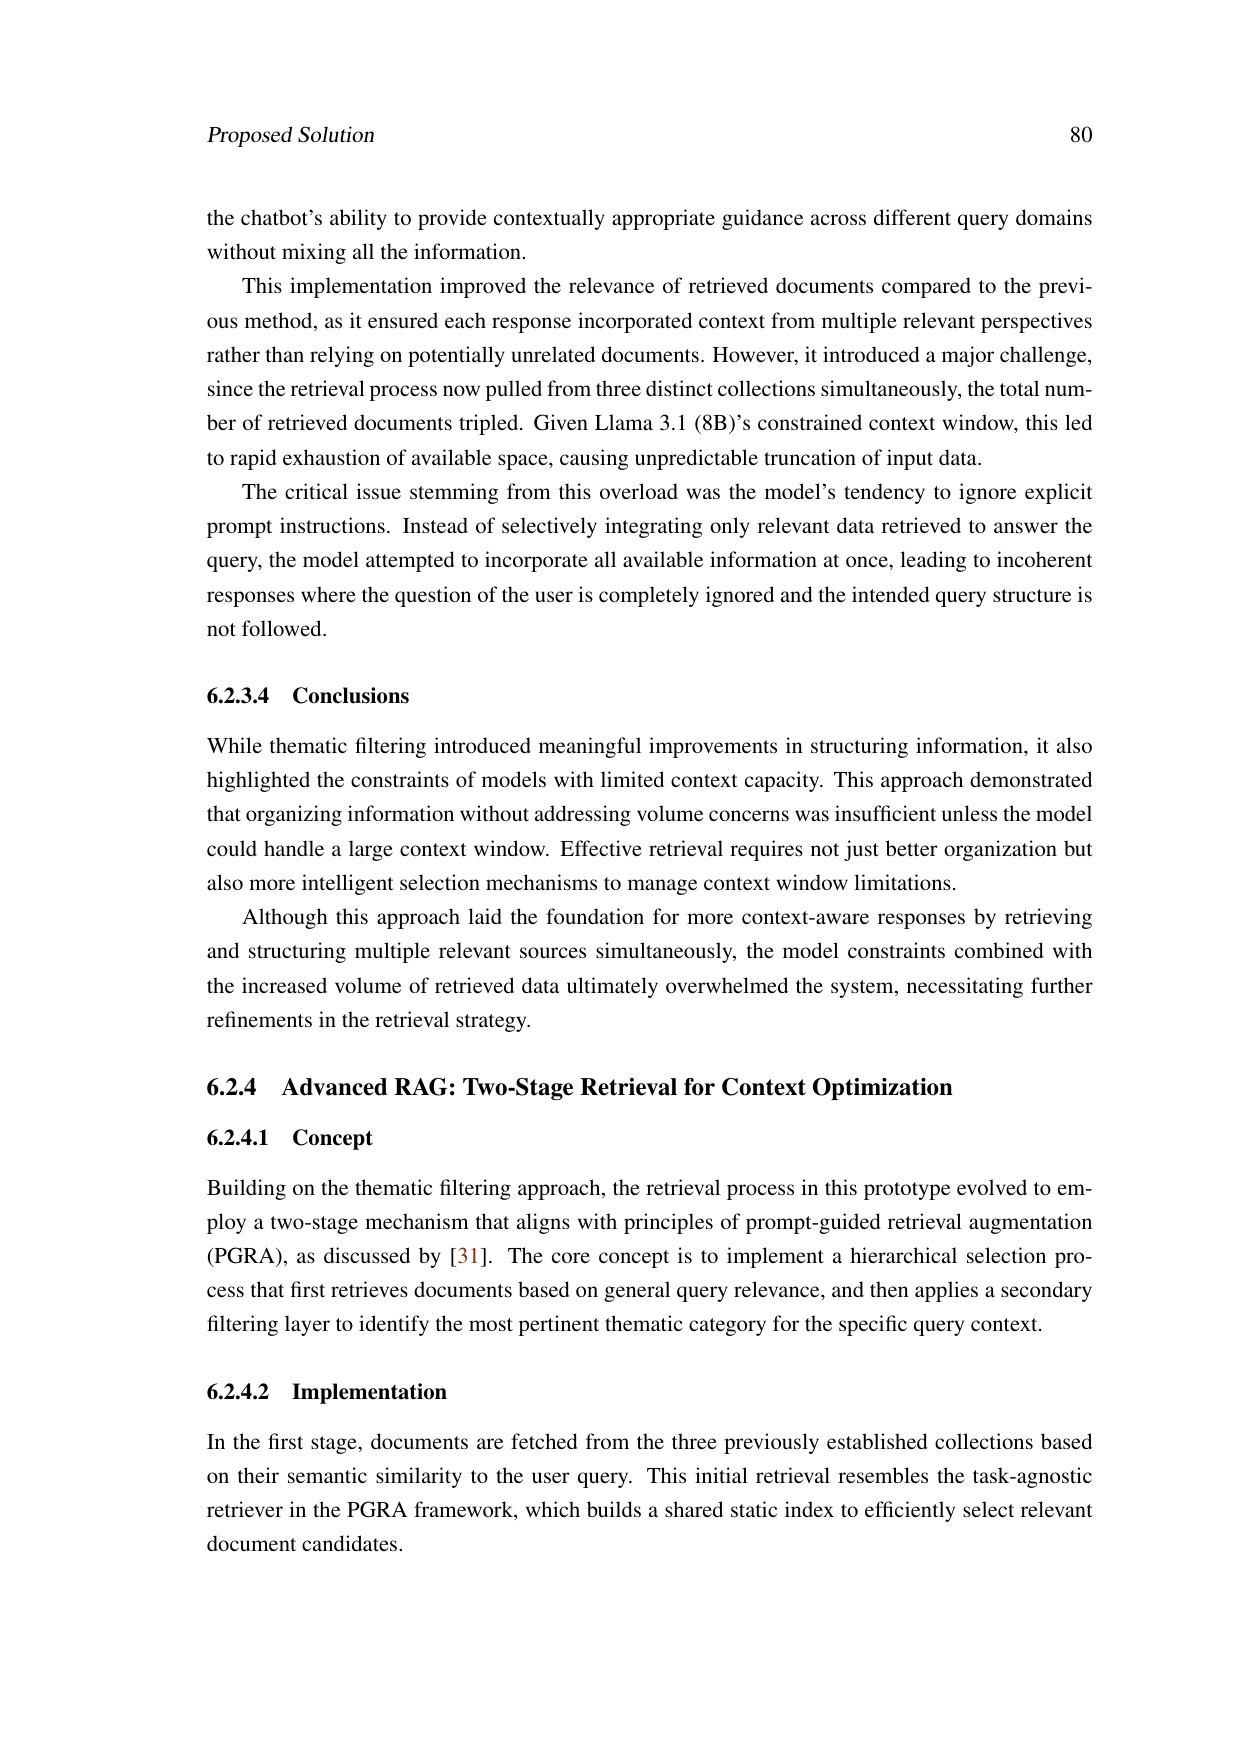 Proposed Solution 80
the chatbot’s ability to provide contextually appropriate guidance across different query domains
without mixing all the information.
This implementation improved the relevance of retrieved documents compared to the previ-
ous method, as it ensured each response incorporated context from multiple relevant perspectives
rather than relying on potentially unrelated documents. However, it introduced a major challenge,
since the retrieval process now pulled from three distinct collections simultaneously, the total num-
ber of retrieved documents tripled. Given Llama 3.1 (8B)’s constrained context window, this led
to rapid exhaustion of available space, causing unpredictable truncation of input data.
The critical issue stemming from this overload was the model’s tendency to ignore explicit
prompt instructions. Instead of selectively integrating only relevant data retrieved to answer the
query, the model attempted to incorporate all available information at once, leading to incoherent
responses where the question of the user is completely ignored and the intended query structure is
not followed.
6.2.3.4 Conclusions
While thematic filtering introduced meaningful improvements in structuring information, it also
highlighted the constraints of models with limited context capacity. This approach demonstrated
that organizing information without addressing volume concerns was insufficient unless the model
could handle a large context window. Effective retrieval requires not just better organization but
also more intelligent selection mechanisms to manage context window limitations.
Although this approach laid the foundation for more context-aware responses by retrieving
and structuring multiple relevant sources simultaneously, the model constraints combined with
the increased volume of retrieved data ultimately overwhelmed the system, necessitating further
refinements in the retrieval strategy.
6.2.4 Advanced RAG: Two-Stage Retrieval for Context Optimization
6.2.4.1 Concept
Building on the thematic filtering approach, the retrieval process in this prototype evolved to em-
ploy a two-stage mechanism that aligns with principles of prompt-guided retrieval augmentation
(PGRA), as discussed by [31]. The core concept is to implement a hierarchical selection pro-
cess that first retrieves documents based on general query relevance, and then applies a secondary
filtering layer to identify the most pertinent thematic category for the specific query context.
6.2.4.2 Implementation
In the first stage, documents are fetched from the three previously established collections based
on their semantic similarity to the user query. This initial retrieval resembles the task-agnostic
retriever in the PGRA framework, which builds a shared static index to efficiently select relevant
document candidates.